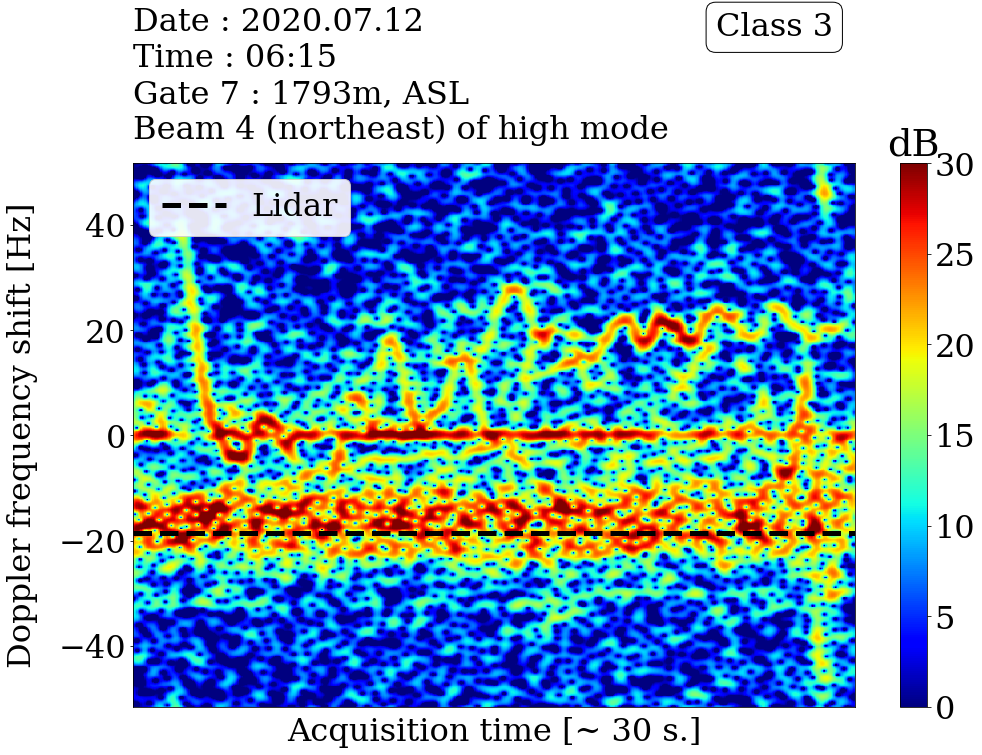 Date : 2020.07.12
Time : 06:15
Gate 7 : 1793m, ASL
Beam 4 (northeast) of high mode
Class 3
dB
Lidar
Doppler frequency shift [Hz]
40
20
0
−20
−40
Acquisition time [~ 30 s.]
30
25
20
15
10
5
0